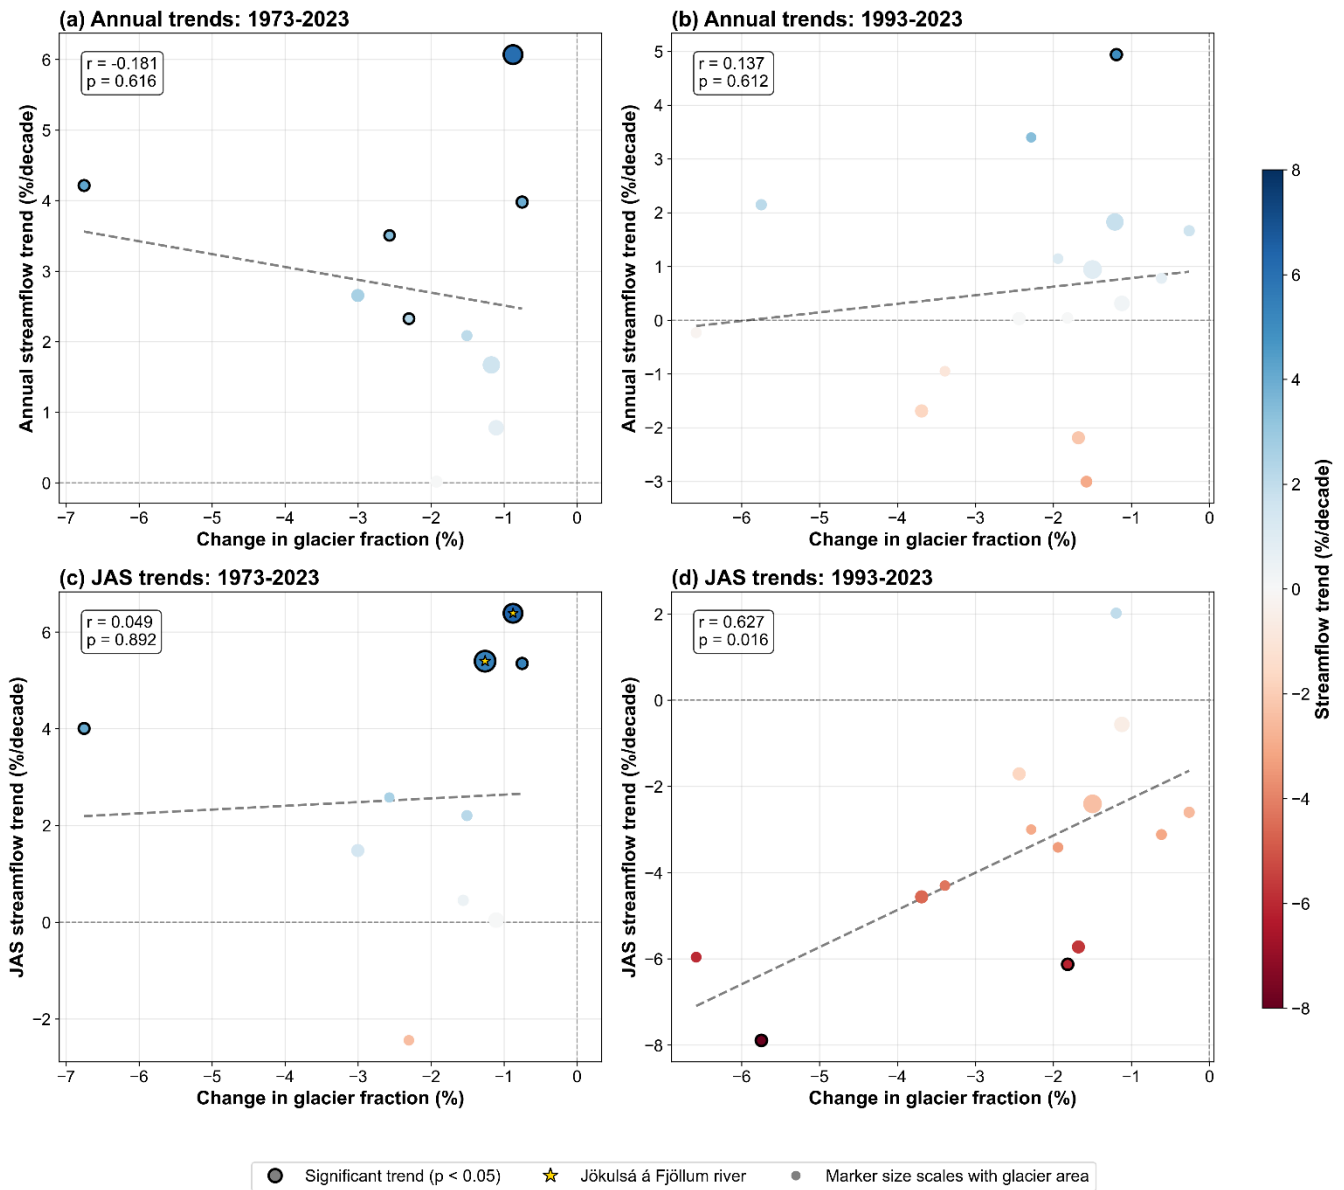 (a) Annual trends: 1973-2023
r = -0.181
p = 0.616
6
5
4
3
2
1
0
Annual streamflow trend (%/decade)
−7 −6 −5 −4 −3 −2 −1 0
Change in glacier fraction (%)
(b) Annual trends: 1993-2023
r = 0.137
p = 0.612
5
4
3
2
1
0
−1
−2
−3
Annual streamflow trend (%/decade)
−6 −5 −4 −3 −2 −1 0
Change in glacier fraction (%)
(c) JAS trends: 1973-2023
r = 0.049
p = 0.892
6
4
2
0
−2
JAS streamflow trend (%/decade)
−7 −6 −5 −4 −3 −2 −1 0
Change in glacier fraction (%)
(d) JAS trends: 1993-2023
r = 0.627
p = 0.016
2
0
−2
−4
−6
−8
JAS streamflow trend (%/decade)
−6 −5 −4 −3 −2 −1 0
Change in glacier fraction (%)
8
6
4
2
0
−2
−4
−6
−8
Streamflow trend (%/decade)
Significant trend (p < 0.05) Jökulsá á Fjöllum river Marker size scales with glacier area